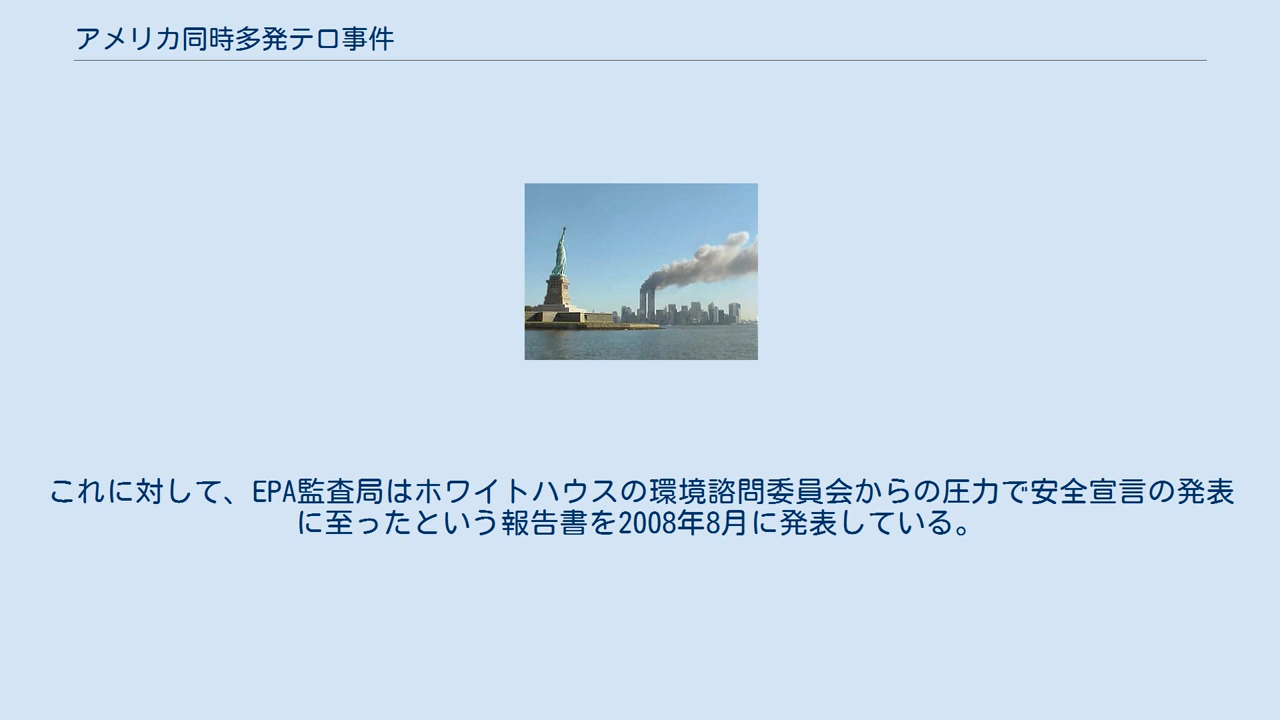 アメリカ同時多発テロ事件
これに対して、EPA監査局はホワイトハウスの環境諮問委員会からの圧力で安全宣言の発表
に至ったという報告書を2008年8月に発表している。